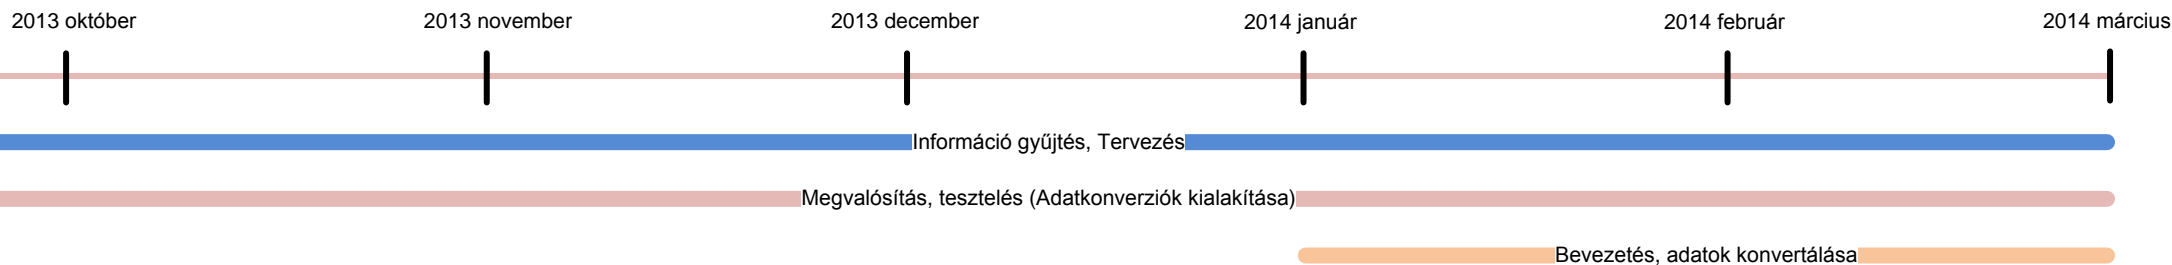 2013 október
2013 november
2013 december
2014 január
2014 február
2014 március
Információ gyűjtés, Tervezés
Megvalósítás, tesztelés (Adatkonverziók kialakítása)
Bevezetés, adatok konvertálása